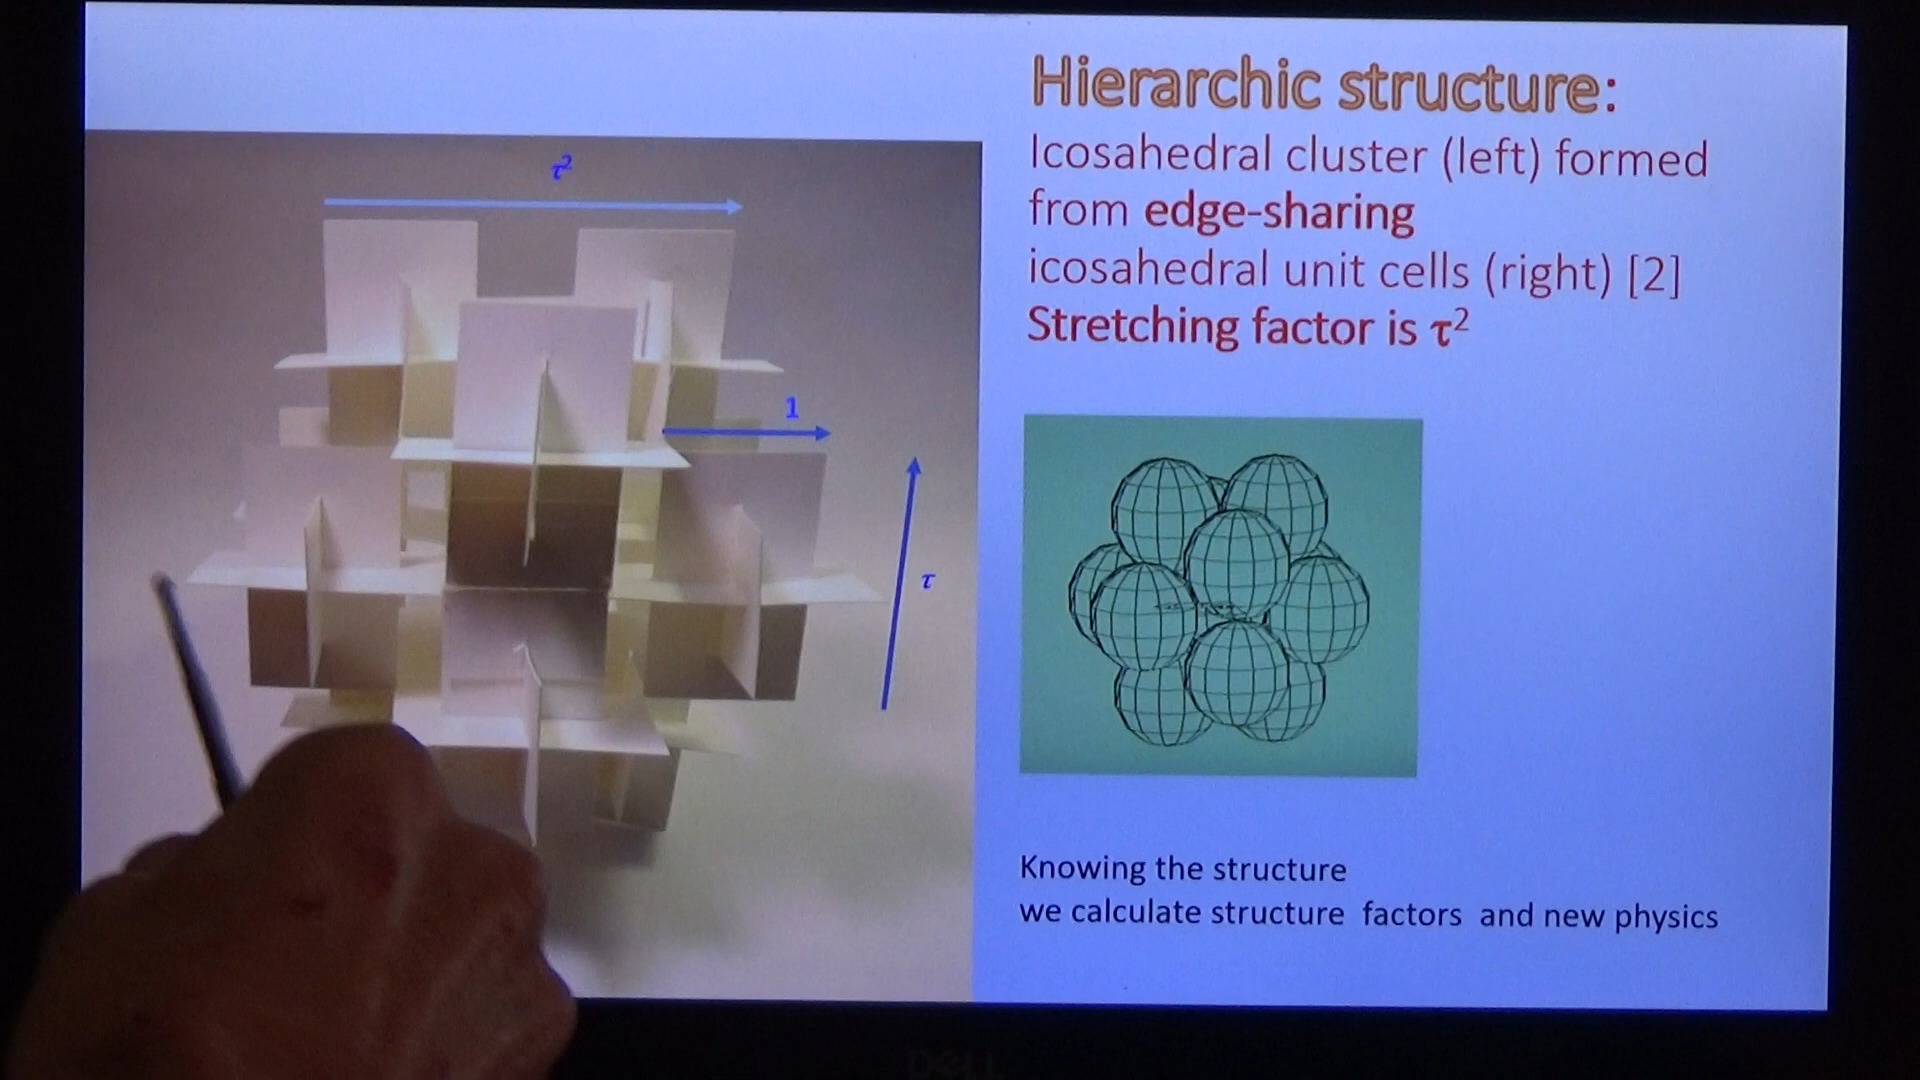 Hierarchic structure:
Icosahedral cluster (left) formed
from edge-sharing
icosahedral unit cells (right) [2]
Stretching factor is τ²
τ²
1
τ
Knowing the structure
we calculate structure factors and new physics
DELL